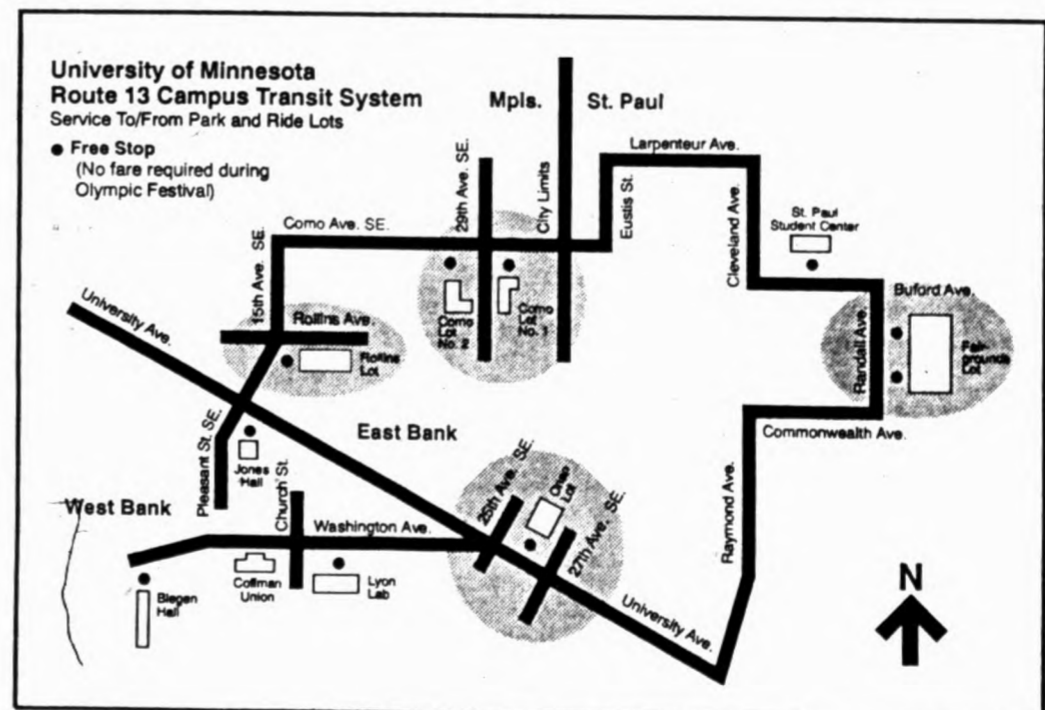 University of Minnesota
Route 13 Campus Transit System
Service To/From Park and Ride Lots
● Free Stop
(No fare required during
Olympic Festival)
Mpls.
St. Paul
Larpenteur Ave.
29th Ave. SE.
City Limits
Eustis St.
Cleveland Ave.
St. Paul
Student Center
Como Ave. SE.
15th Ave. SE.
University Ave.
Rollins Ave.
Rollins
Lot
Como
Lot
No. 2
Como
Lot
No. 1
Buford Ave.
Randall Ave.
Fair-
grounds
Lot
Commonwealth Ave.
East Bank
Pleasant St. SE.
Jones
Hall
Church St.
West Bank
Washington Ave.
25th Ave. SE.
Lot
27th Ave. SE.
Raymond Ave.
University Ave.
Coffman
Union
Lyon
Lab
Blegen
Hall
N